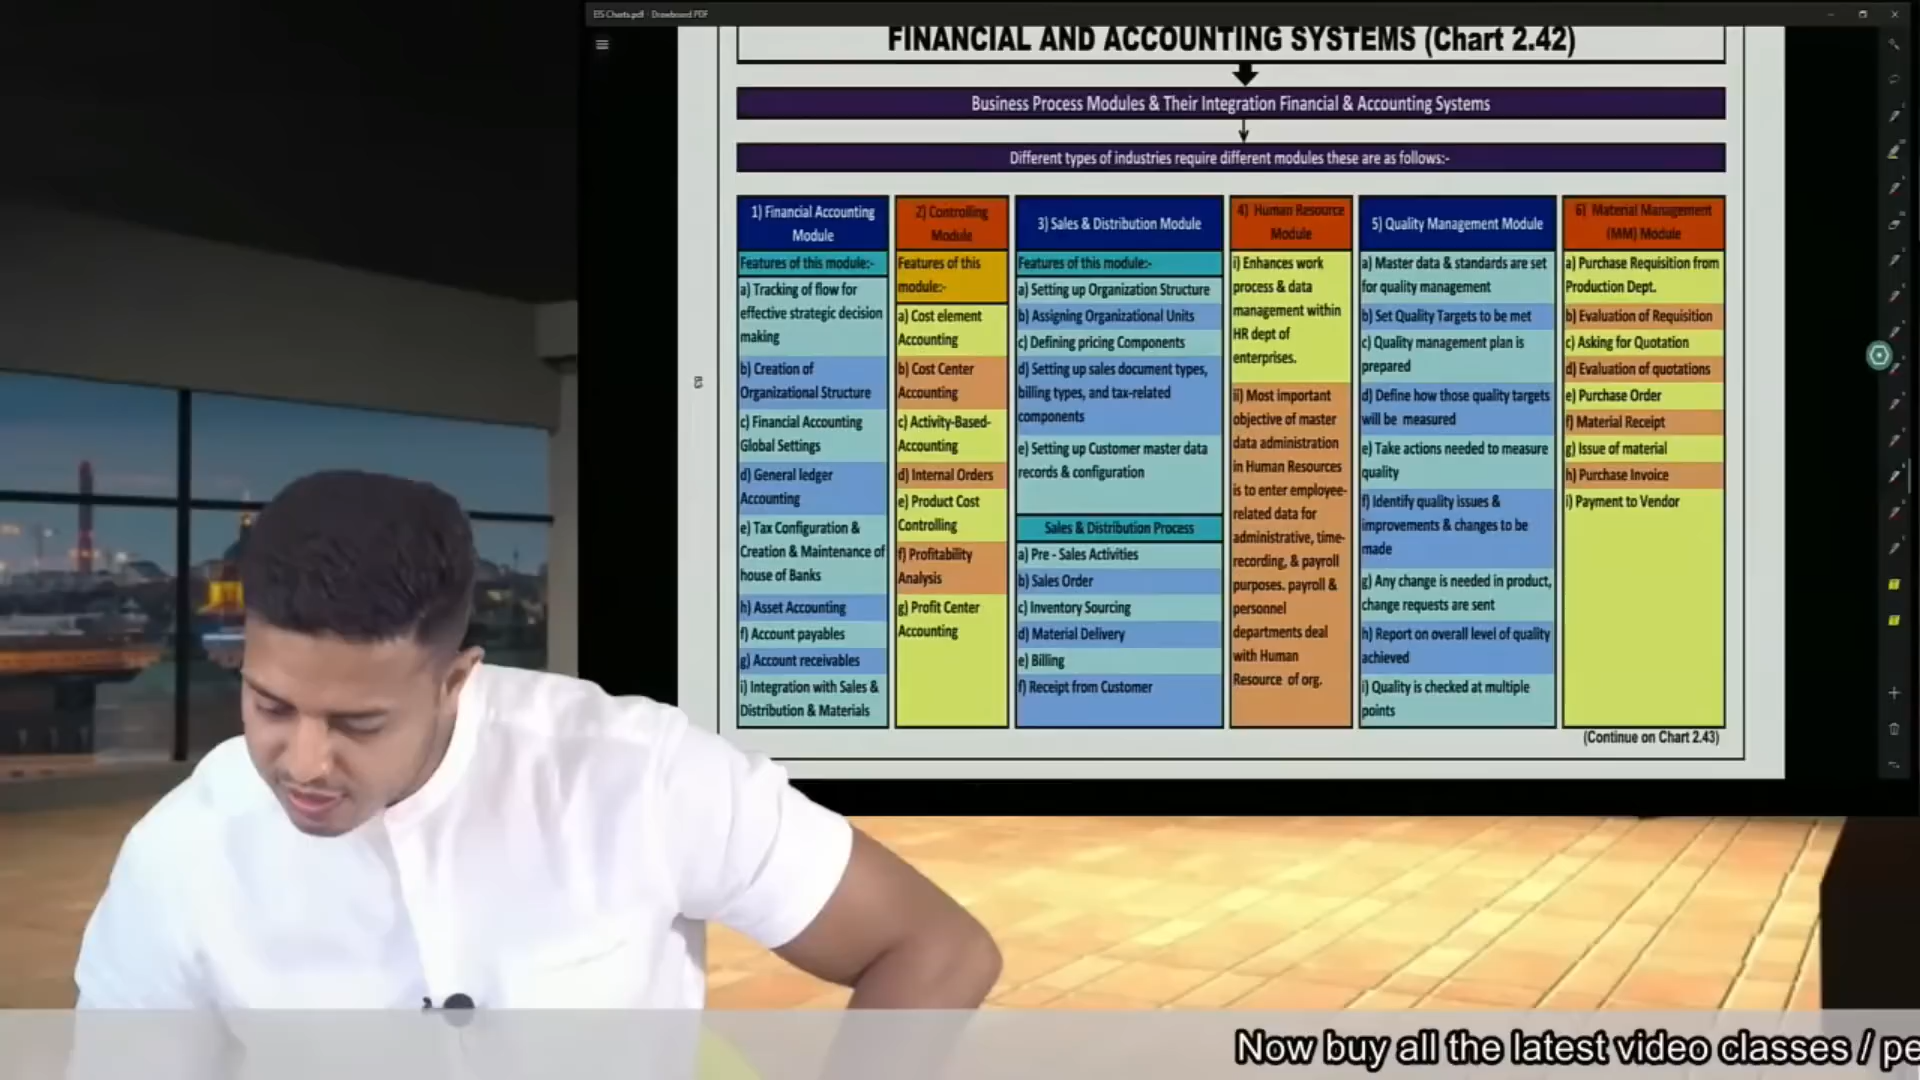 EIS Charts.pdf - Drawboard PDF
FINANCIAL AND ACCOUNTING SYSTEMS (Chart 2.42)
Business Process Modules & Their Integration Financial & Accounting Systems
Different types of industries require different modules these are as follows:-
1) Financial Accounting
Module
Features of this module:-
a) Tracking of flow for
effective strategic decision
making
b) Creation of
Organizational Structure
c) Financial Accounting
Global Settings
d) General ledger
Accounting
e) Tax Configuration &
Creation & Maintenance of
house of Banks
h) Asset Accounting
f) Account payables
g) Account receivables
i) Integration with Sales &
Distribution & Materials
2) Controlling
Module
Features of this
module:-
a) Cost element
Accounting
b) Cost Center
Accounting
c) Activity-Based-
Accounting
d) Internal Orders
e) Product Cost
Controlling
f) Profitability
Analysis
g) Profit Center
Accounting
3) Sales & Distribution Module
Features of this module:-
a) Setting up Organization Structure
b) Assigning Organizational Units
c) Defining pricing Components
d) Setting up sales document types,
billing types, and tax-related
components
e) Setting up Customer master data
records & configuration
Sales & Distribution Process
a) Pre - Sales Activities
b) Sales Order
c) Inventory Sourcing
d) Material Delivery
e) Billing
f) Receipt from Customer
4) Human Resource
Module
i) Enhances work
process & data
management within
HR dept of
enterprises.
ii) Most important
objective of master
data administration
in Human Resources
is to enter employee-
related data for
administrative, time-
recording, & payroll
purposes. payroll &
personnel
departments deal
with Human
Resource of org.
5) Quality Management Module
a) Master data & standards are set
for quality management
b) Set Quality Targets to be met
c) Quality management plan is
prepared
d) Define how those quality targets
will be measured
e) Take actions needed to measure
quality
f) Identify quality issues &
improvements & changes to be
made
g) Any change is needed in product,
change requests are sent
h) Report on overall level of quality
achieved
i) Quality is checked at multiple
points
6) Material Management
(MM) Module
a) Purchase Requisition from
Production Dept.
b) Evaluation of Requisition
c) Asking for Quotation
d) Evaluation of quotations
e) Purchase Order
f) Material Receipt
g) Issue of material
h) Purchase Invoice
i) Payment to Vendor
(Continue on Chart 2.43)
Now buy all the latest video classes / pe